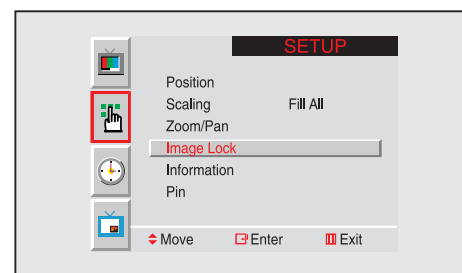 SETUP
Position
Scaling Fill All
Zoom/Pan
Image Lock
Information
Pin
Move Enter Exit